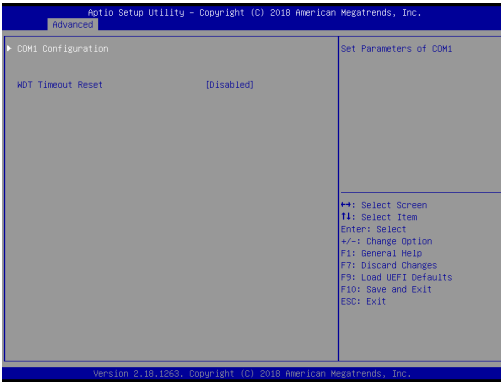 Aptio Setup Utility – Copyright (C) 2018 American Megatrends, Inc.
Advanced
▶ COM1 Configuration
WDT Timeout Reset [Disabled]
Set Parameters of COM1
↔: Select Screen
↑↓: Select Item
Enter: Select
+/-: Change Option
F1: General Help
F7: Discard Changes
F9: Load UEFI Defaults
F10: Save and Exit
ESC: Exit
Version 2.18.1263. Copyright (C) 2018 American Megatrends, Inc.